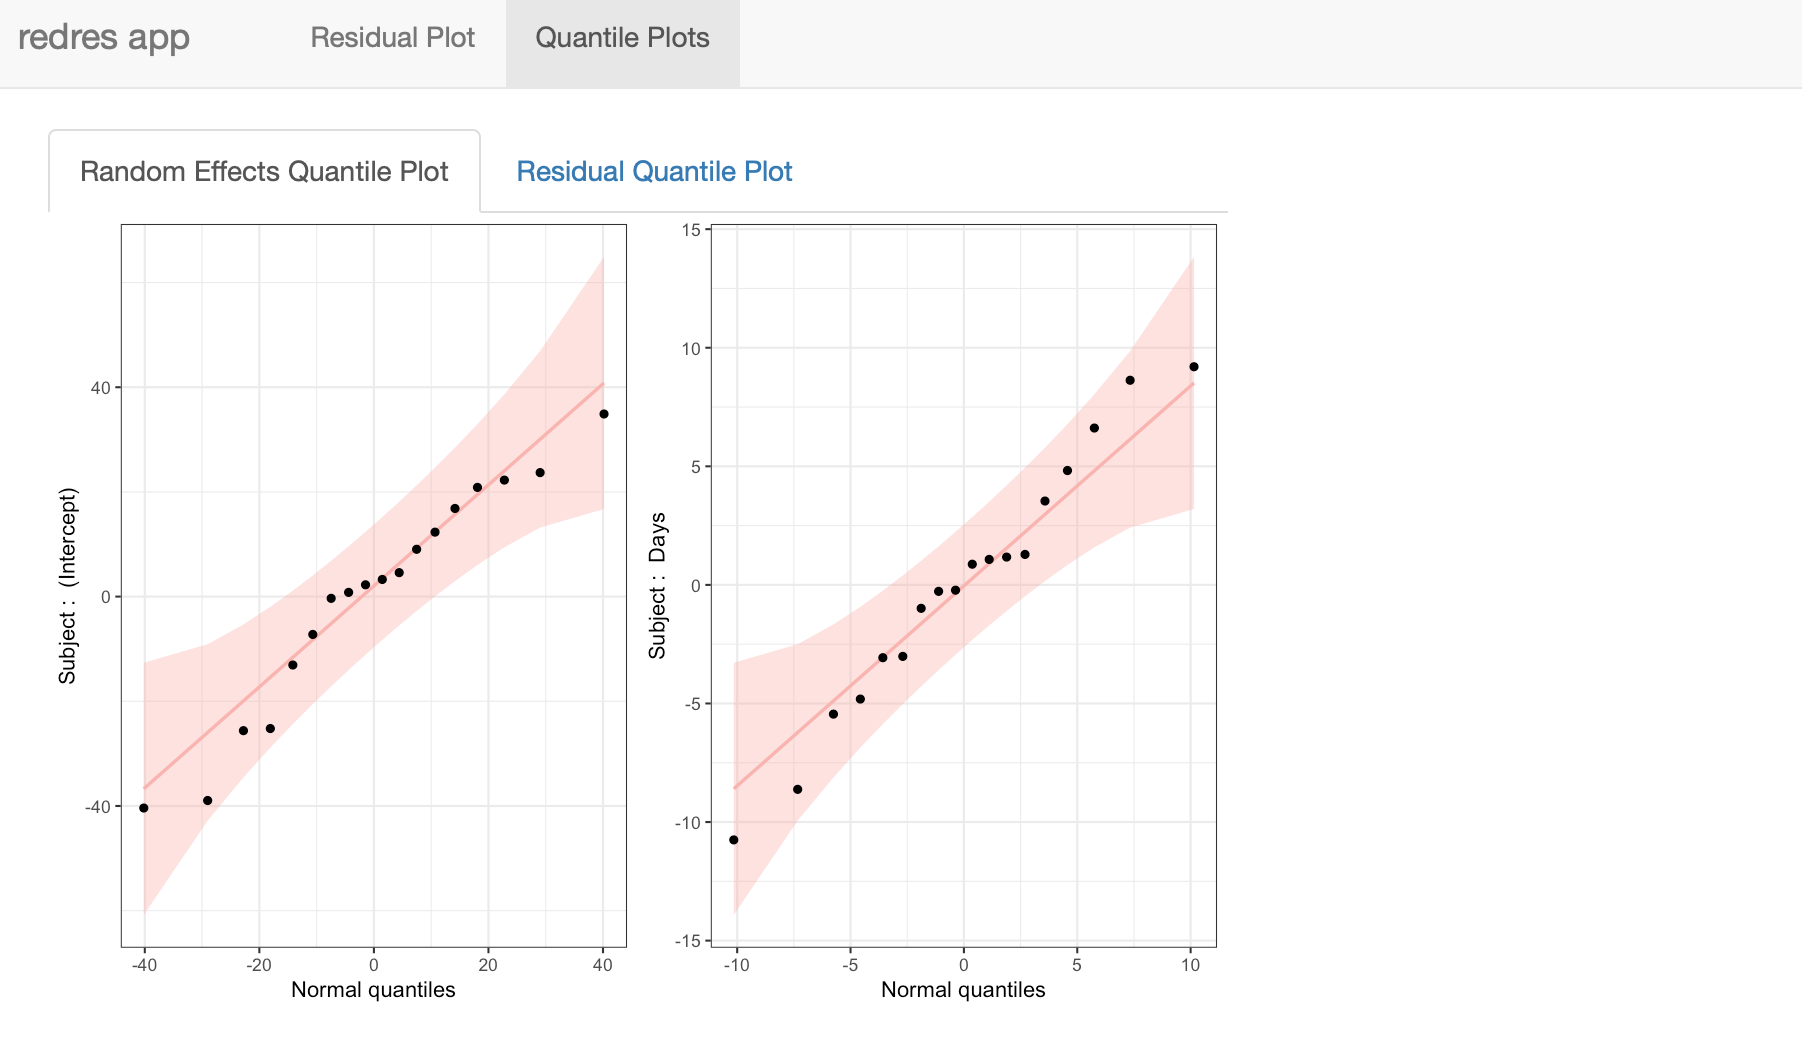 redres app Residual Plot Quantile Plots
Random Effects Quantile Plot Residual Quantile Plot
Subject : (Intercept)
40
0
-40
-40 -20 0 20 40
Normal quantiles
Subject : Days
15
10
5
0
-5
-10
-15
-10 -5 0 5 10
Normal quantiles